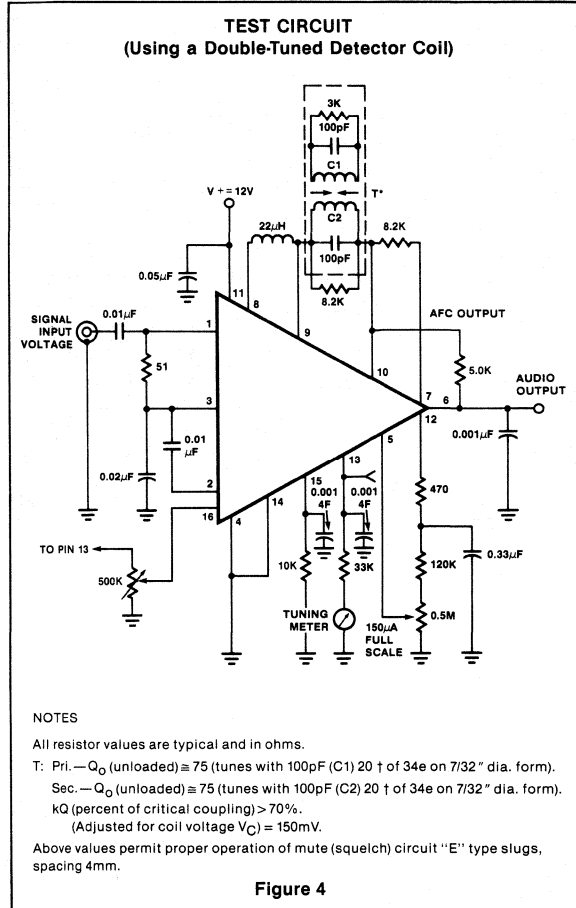 TEST CIRCUIT
(Using a Double-Tuned Detector Coil)
3K
100pF
C1
T*
C2
100pF
8.2K
8.2K
V + = 12V
22µH
0.05µF
11
8
9
AFC OUTPUT
SIGNAL
INPUT
VOLTAGE
0.01µF
1
51
10
5.0K
AUDIO
OUTPUT
7
6
12
3
0.001µF
5
0.01
µF
13
0.02µF
2
15
470
16
4
14
0.001
4F
0.001
4F
0.33µF
TO PIN 13
500K
10K
33K
120K
TUNING
METER
150µA
FULL
SCALE
0.5M
NOTES
All resistor values are typical and in ohms.
T: Pri.—QO (unloaded) ≅ 75 (tunes with 100pF (C1) 20 † of 34e on 7/32" dia. form).
Sec.—QO (unloaded) ≅ 75 (tunes with 100pF (C2) 20 † of 34e on 7/32" dia. form).
kQ (percent of critical coupling) > 70%.
(Adjusted for coil voltage VC) = 150mV.
Above values permit proper operation of mute (squelch) circuit "E" type slugs,
spacing 4mm.
Figure 4